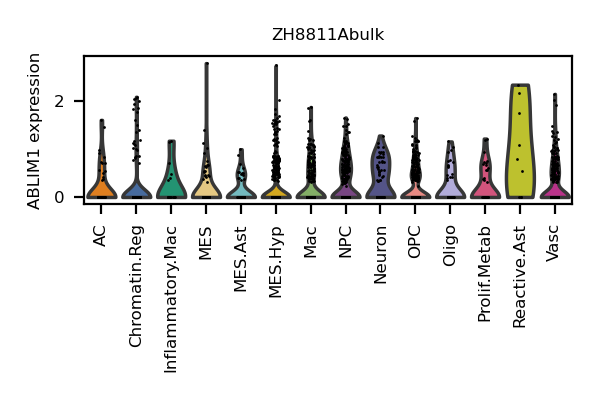 ZH8811Abulk
ABLIM1 expression
2
0
AC
Chromatin.Reg
Inflammatory.Mac
MES
MES.Ast
MES.Hyp
Mac
NPC
Neuron
OPC
Oligo
Prolif.Metab
Reactive.Ast
Vasc